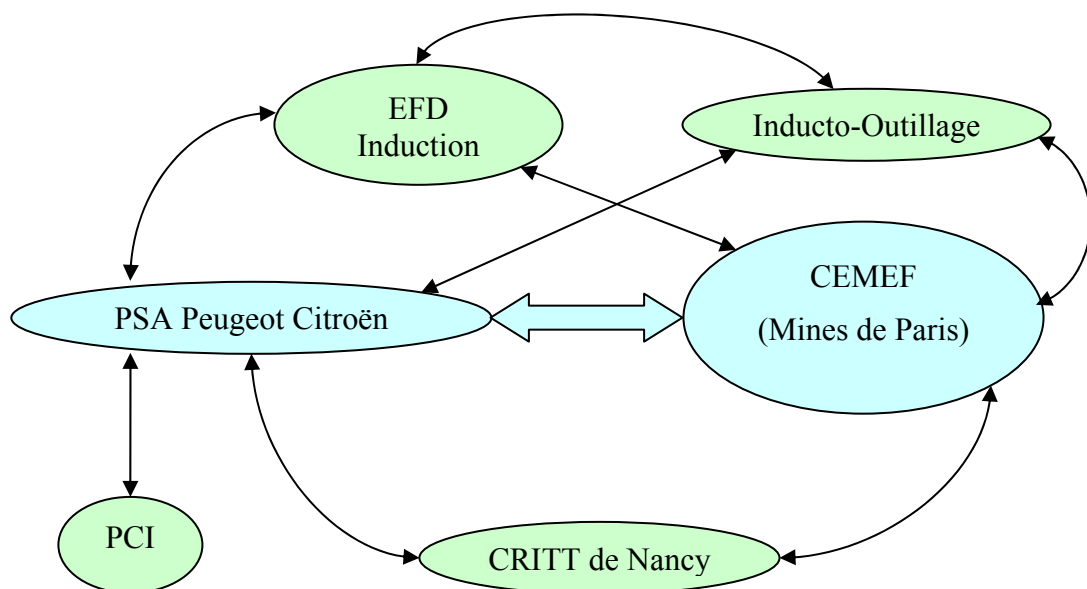 EFD
Induction
Inducto-Outillage
CEMEF
(Mines de Paris)
PSA Peugeot Citroën
PCI
CRITT de Nancy